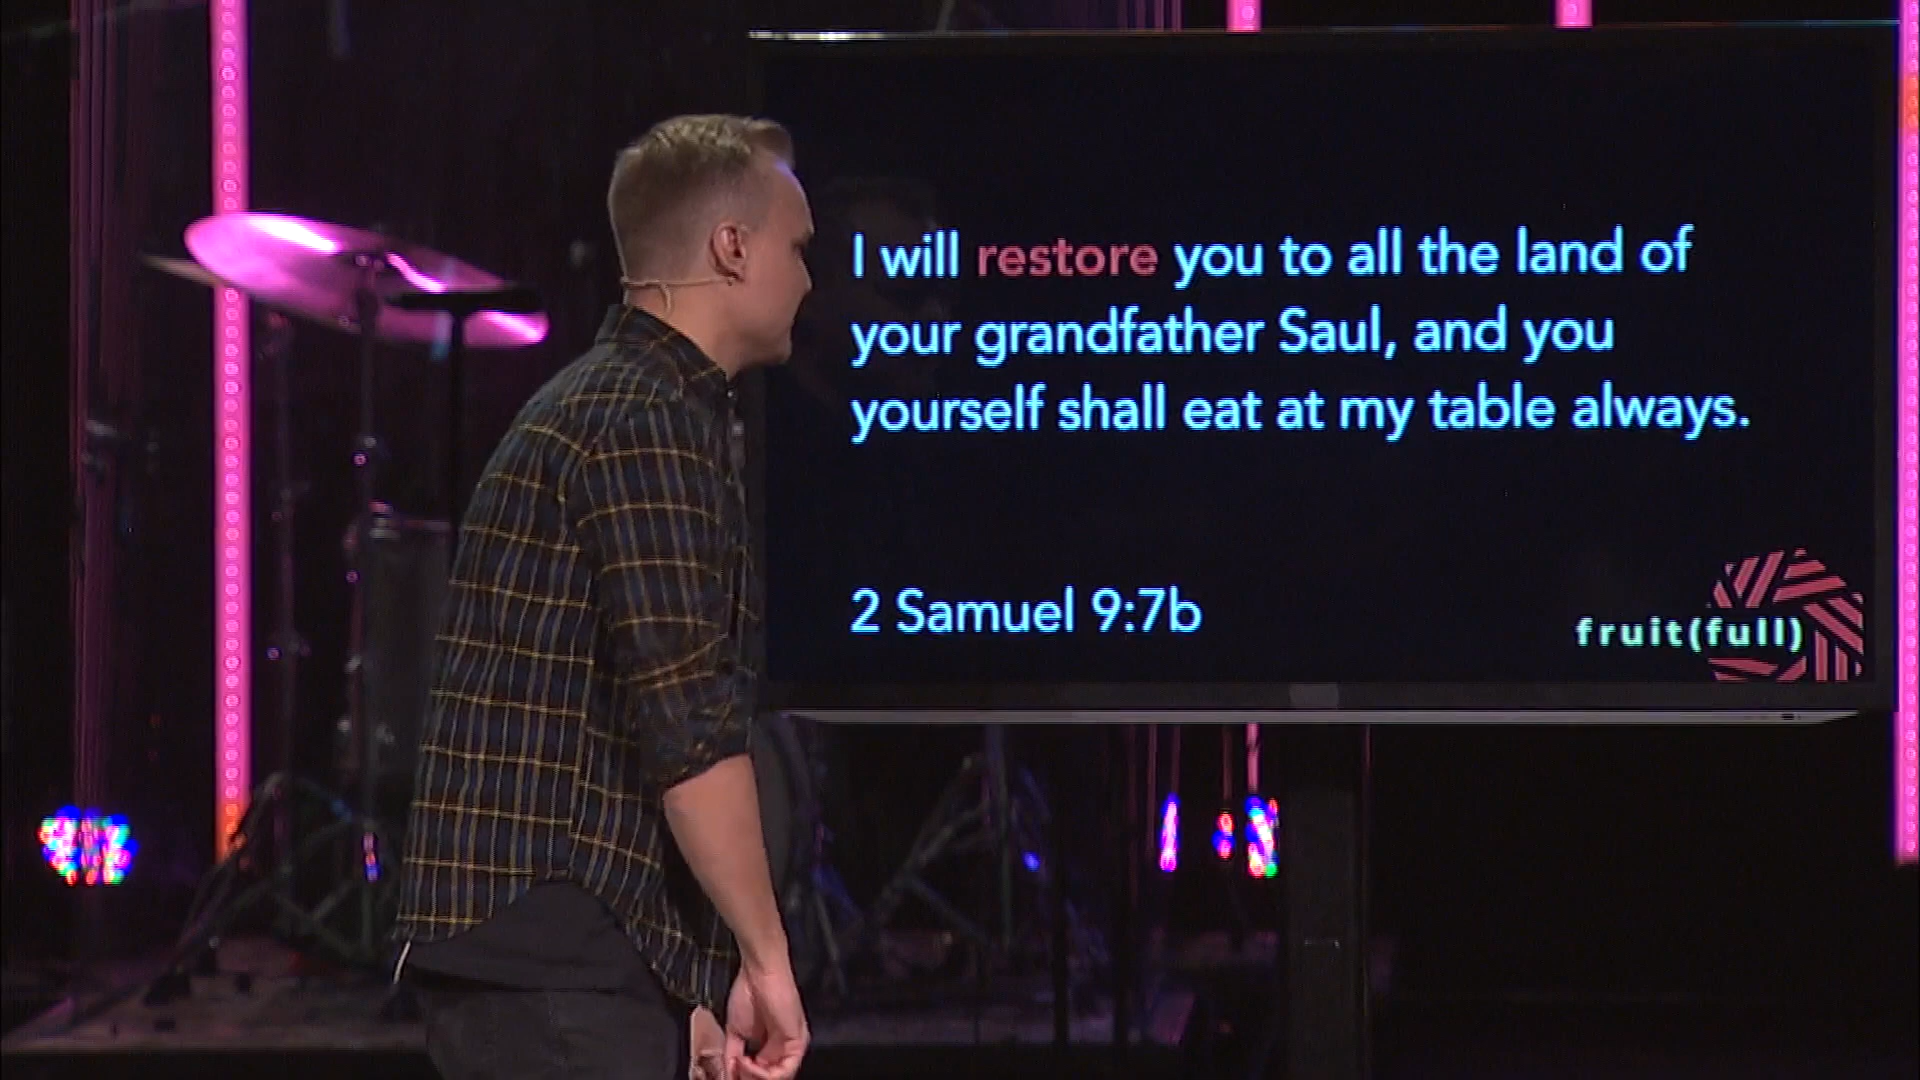 I will restore you to all the land of
your grandfather Saul, and you
yourself shall eat at my table always.
2 Samuel 9:7b
fruit(full)